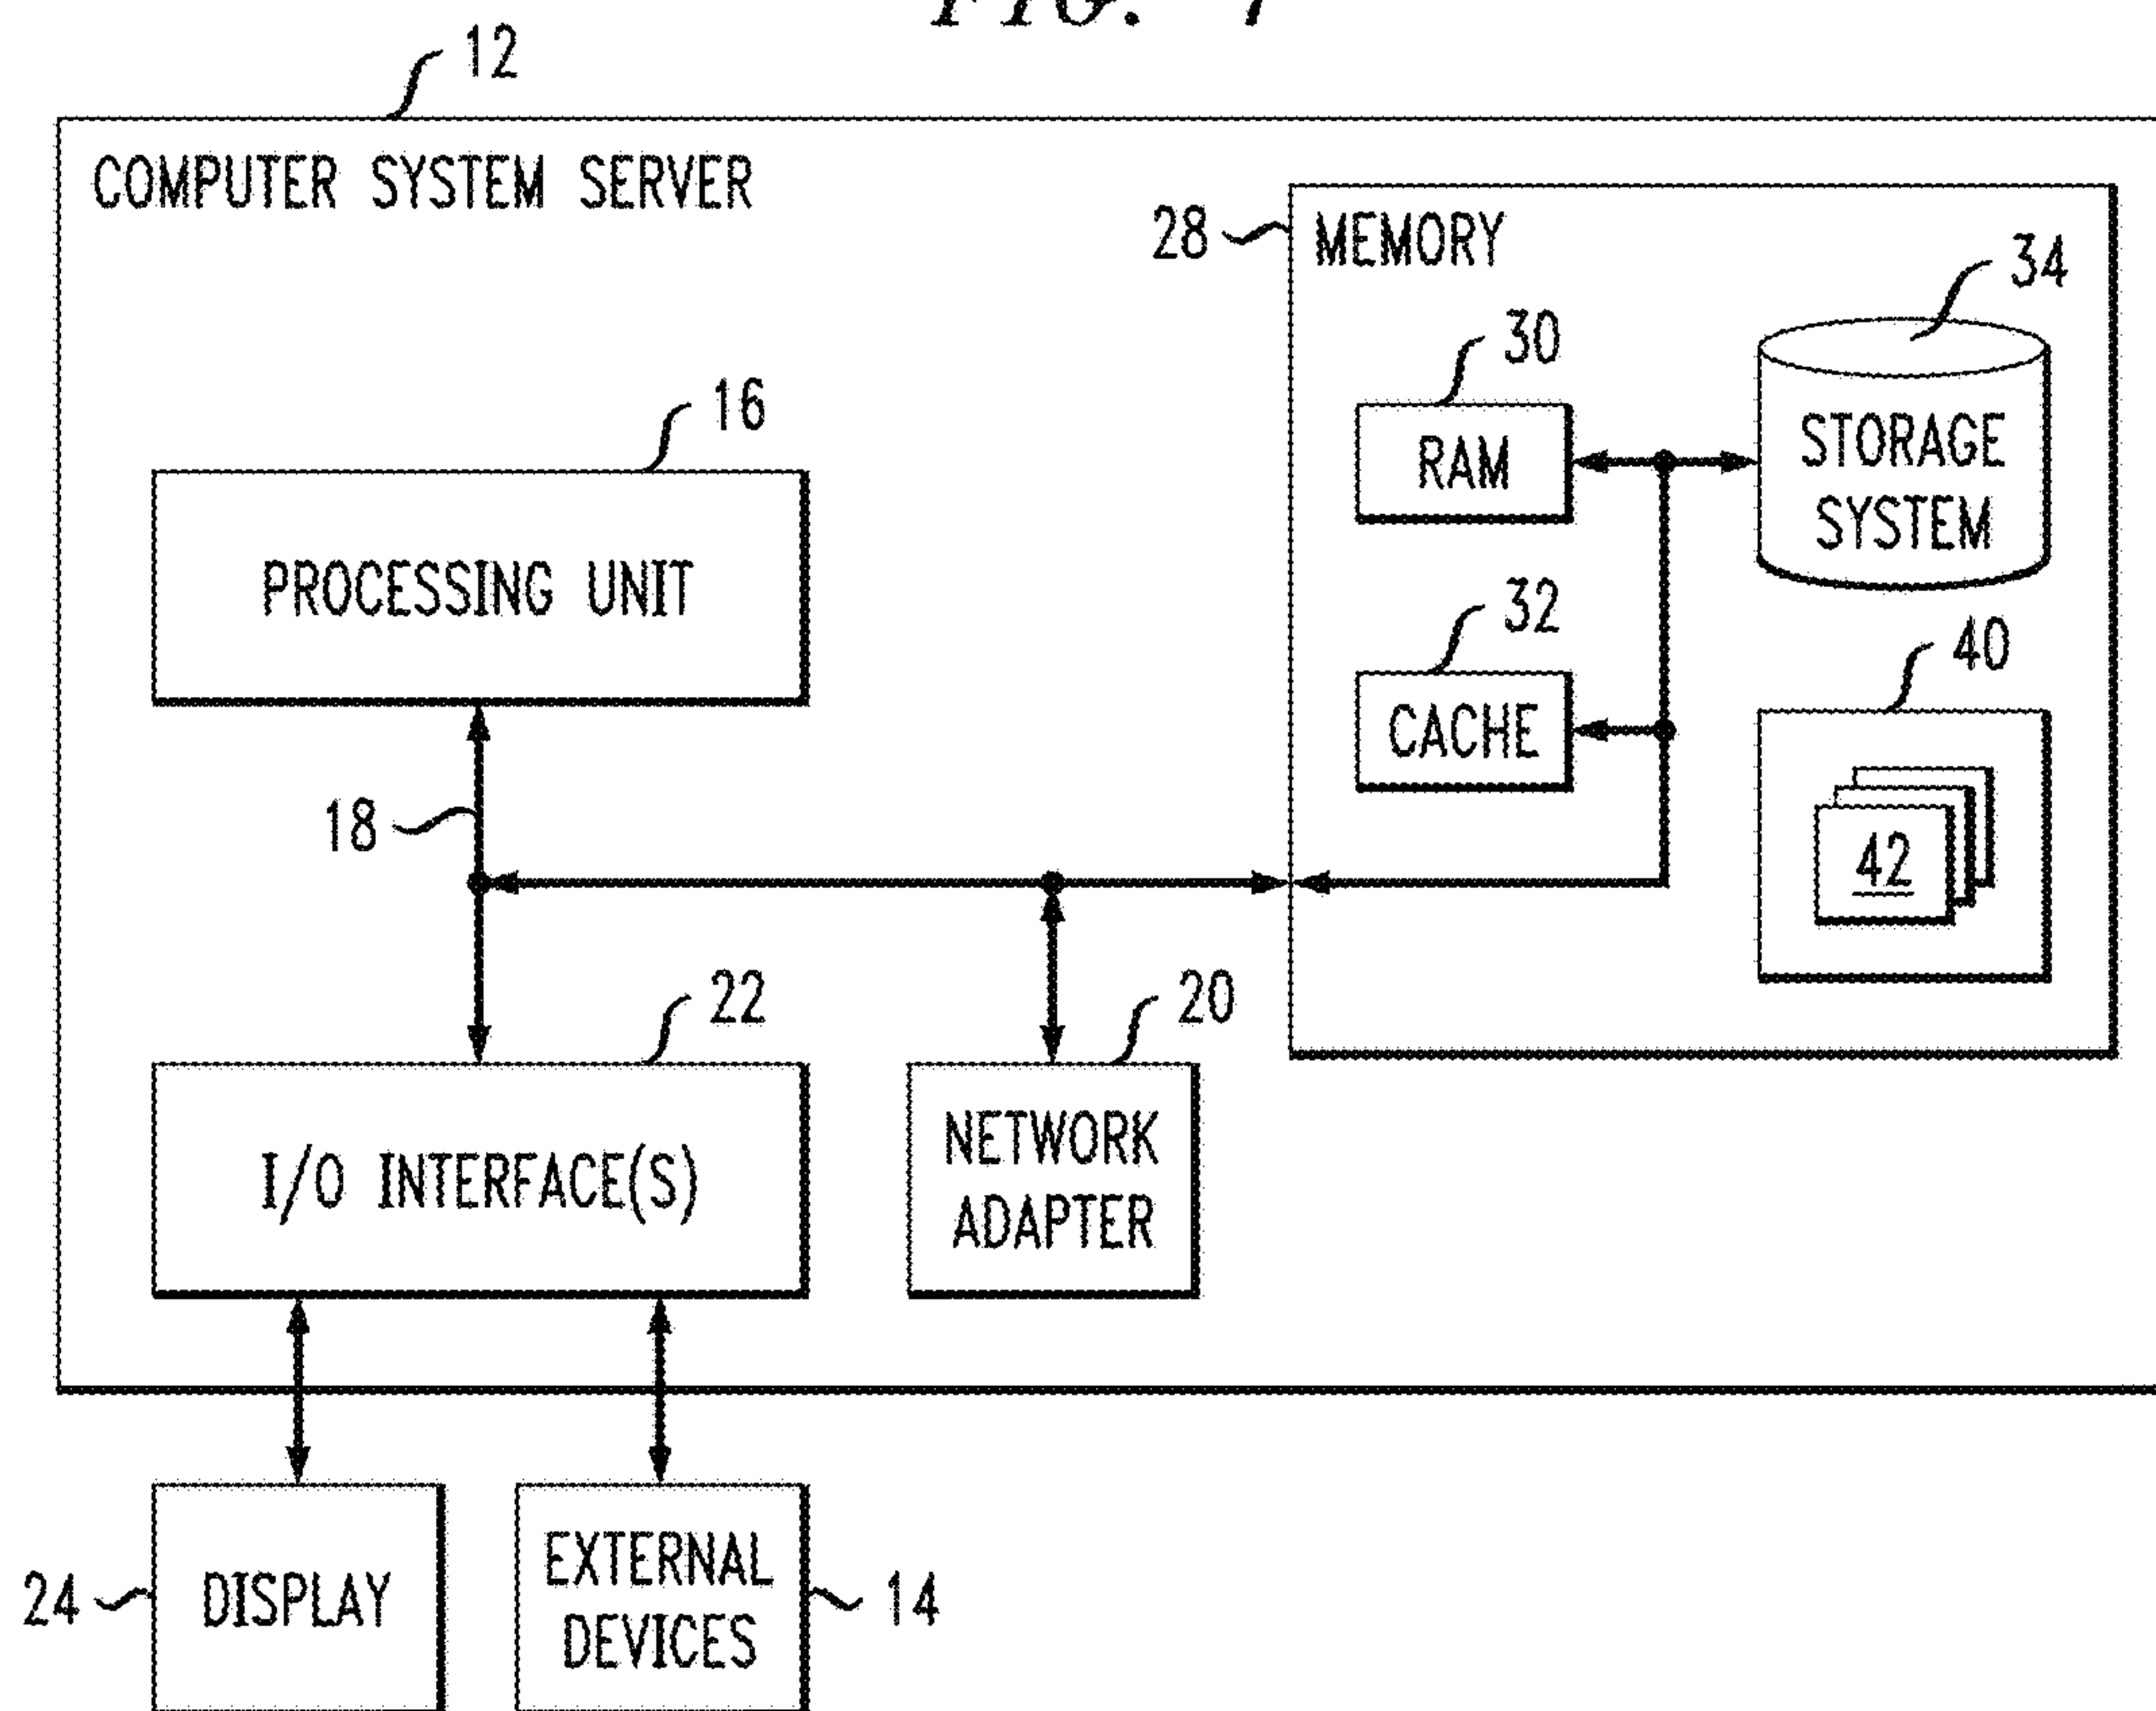 FIG.
12
COMPUTER SYSTEM SERVER
28
MEMORY
34
30
RAM
STORAGE
SYSTEM
16
PROCESSING UNIT
32
CACHE
40
42
18
22
20
I/O INTERFACE(S)
NETWORK
ADAPTER
24
DISPLAY
EXTERNAL
DEVICES
14